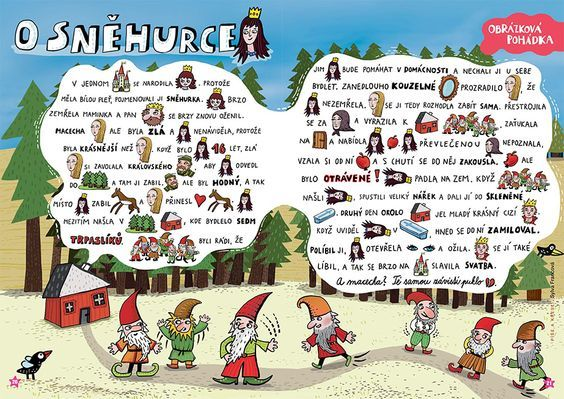 O SNĚHURCE
OBRÁZKOVÁ
POHÁDKA
V JEDNOM SE NARODILA . PROTOŽE
MĚLA BÍLOU PLEŤ, POJMENOVALI JI SNĚHURKA. BRZO
ZEMŘELA MAMINKA A PAN SE BRZY ZNOVU OŽENIL.
MACECHA ALE BYLA ZLÁ A NENÁVIDĚLA, PROTOŽE
BYLA KRÁSNĚJŠÍ NEŽ . KDYŽ BYLO 16 LET, ZLÁ
SI ZAVOLALA KRÁLOVSKÉHO ABY ODVEDL
DO A TAM JI ZABIL. ALE BYL HODNÝ, A TAK
MÍSTO ZABIL PŘINESL
MEZITÍM NAŠLA V , KDE BYDLELO SEDM
TRPASLÍKŮ. BYLI RÁDI, ŽE
JIM BUDE POMÁHAT V DOMÁCNOSTI A NECHALI JI U SEBE
BYDLET. ZANEDLOUHO KOUZELNÉ PROZRADILO , ŽE
NEZEMŘELA. SE JI TEDY ROZHODLA ZABÍT SAMA. PŘESTROJILA
SE ZA A VYRAZILA K . ZAŤUKALA
NA A NABÍDLA . PŘEVLEČENOU NEPOZNALA,
VZALA SI OD NÍ A S CHUTÍ SE DO NĚJ ZAKOUSLA. ALE
BYLO OTRÁVENÉ! PADLA NA ZEM. KDYŽ
NAŠLI , SPUSTILI VELIKÝ NÁŘEK A DALI JI DO SKLENĚNÉ
. DRUHÝ DEN OKOLO JEL MLADÝ KRÁSNÝ CIZÍ .
KDYŽ UVIDĚL V HNED SE DO NÍ ZAMILOVAL.
POLÍBIL JI, OTEVŘELA A OŽILA. SE JÍ TAKÉ
LÍBIL, A TAK SE BRZO NA SLAVILA SVATBA.
A macecha? Té samou závistí puklo